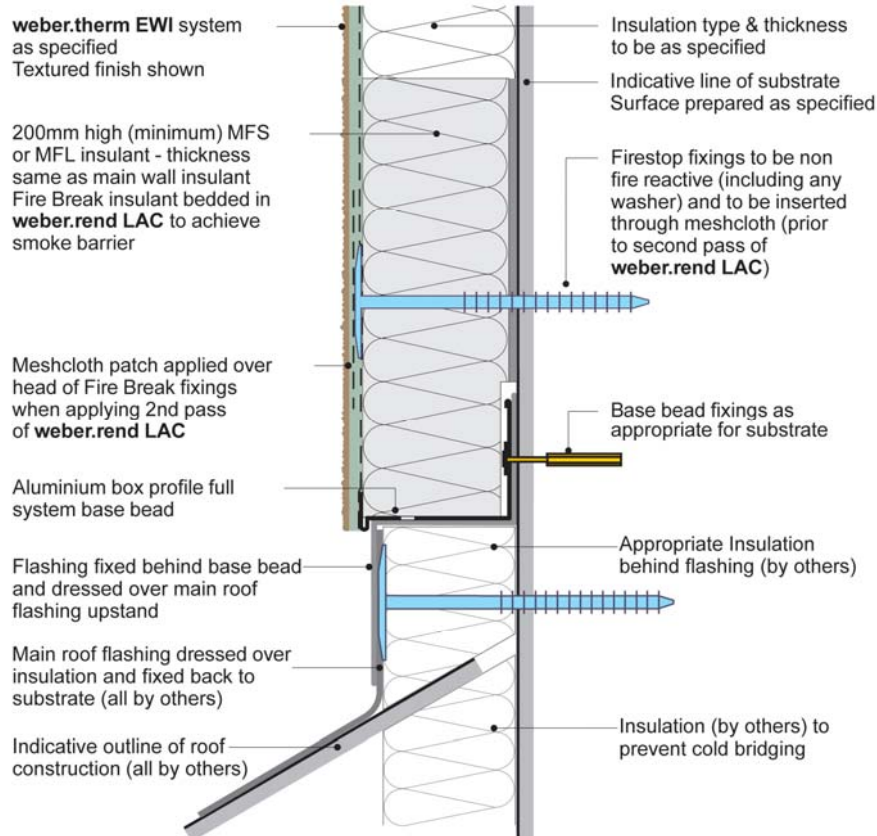 weber.therm EWI system
as specified
Textured finish shown
200mm high (minimum) MFS
or MFL insulant - thickness
same as main wall insulant
Fire Break insulant bedded in
weber.rend LAC to achieve
smoke barrier
Meshcloth patch applied over
head of Fire Break fixings
when applying 2nd pass
of weber.rend LAC
Aluminium box profile full
system base bead
Flashing fixed behind base bead
and dressed over main roof
flashing upstand
Main roof flashing dressed over
insulation and fixed back to
substrate (all by others)
Indicative outline of roof
construction (all by others)
Insulation type & thickness
to be as specified
Indicative line of substrate
Surface prepared as specified
Firestop fixings to be non
fire reactive (including any
washer) and to be inserted
through meshcloth (prior
to second pass of
weber.rend LAC)
Base bead fixings as
appropriate for substrate
Appropriate Insulation
behind flashing (by others)
Insulation (by others) to
prevent cold bridging